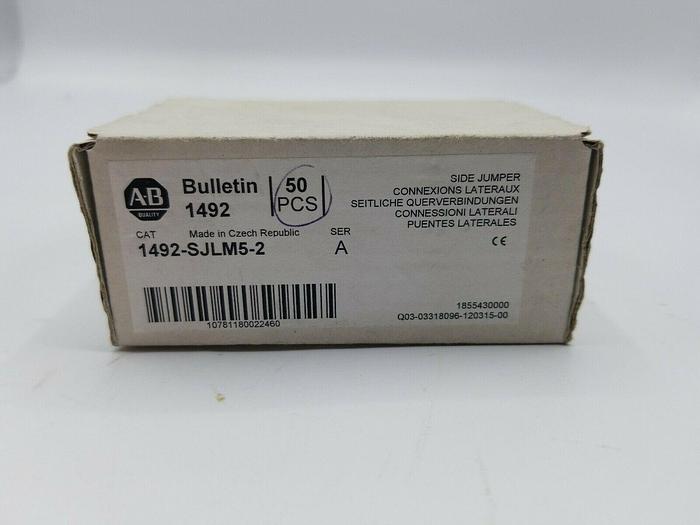 AB
QUALITY
Bulletin
1492
50
PCS
CAT
Made in Czech Republic
SER
1492-SJLM5-2
A
10781180022460
SIDE JUMPER
CONNEXIONS LATERAUX
SEITLICHE QUERVERBINDUNGEN
CONNESSIONI LATERALI
PUENTES LATERALES
CE
1855430000
Q03-03318096-120315-00